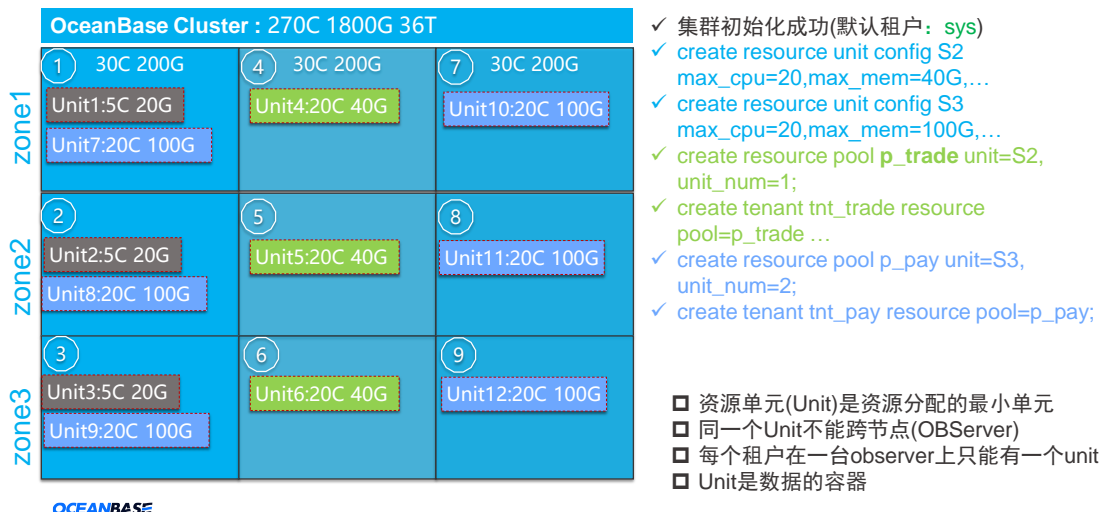 OceanBase Cluster : 270C 1800G 36T
zone1
1 30C 200G
Unit1:5C 20G
Unit7:20C 100G
4 30C 200G
Unit4:20C 40G
7 30C 200G
Unit10:20C 100G
zone2
2
Unit2:5C 20G
Unit8:20C 100G
5
Unit5:20C 40G
8
Unit11:20C 100G
zone3
3
Unit3:5C 20G
Unit9:20C 100G
6
Unit6:20C 40G
9
Unit12:20C 100G
✓ 集群初始化成功(默认租户：sys)
✓ create resource unit config S2
max_cpu=20,max_mem=40G,…
✓ create resource unit config S3
max_cpu=20,max_mem=100G,…
✓ create resource pool p_trade unit=S2,
unit_num=1;
✓ create tenant tnt_trade resource
pool=p_trade …
✓ create resource pool p_pay unit=S3,
unit_num=2;
✓ create tenant tnt_pay resource pool=p_pay;
资源单元(Unit)是资源分配的最小单元
同一个Unit不能跨节点(OBServer)
每个租户在一台observer上只能有一个unit
Unit是数据的容器
OCEANBASE